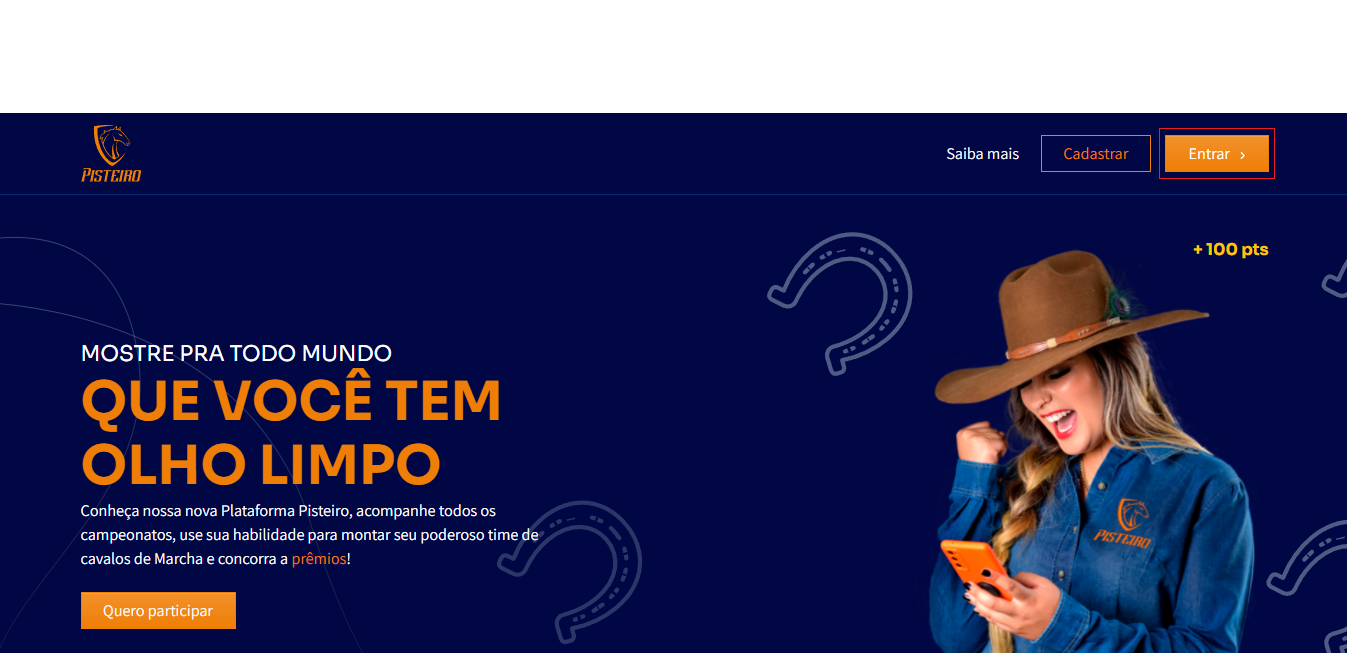 PISTEIRO
Saiba mais
Cadastrar
Entrar ›
+ 100 pts
MOSTRE PRA TODO MUNDO
QUE VOCÊ TEM
OLHO LIMPO
Conheça nossa nova Plataforma Pisteiro, acompanhe todos os
campeonatos, use sua habilidade para montar seu poderoso time de
cavalos de Marcha e concorra a prêmios!
PISTEIRO
Quero participar